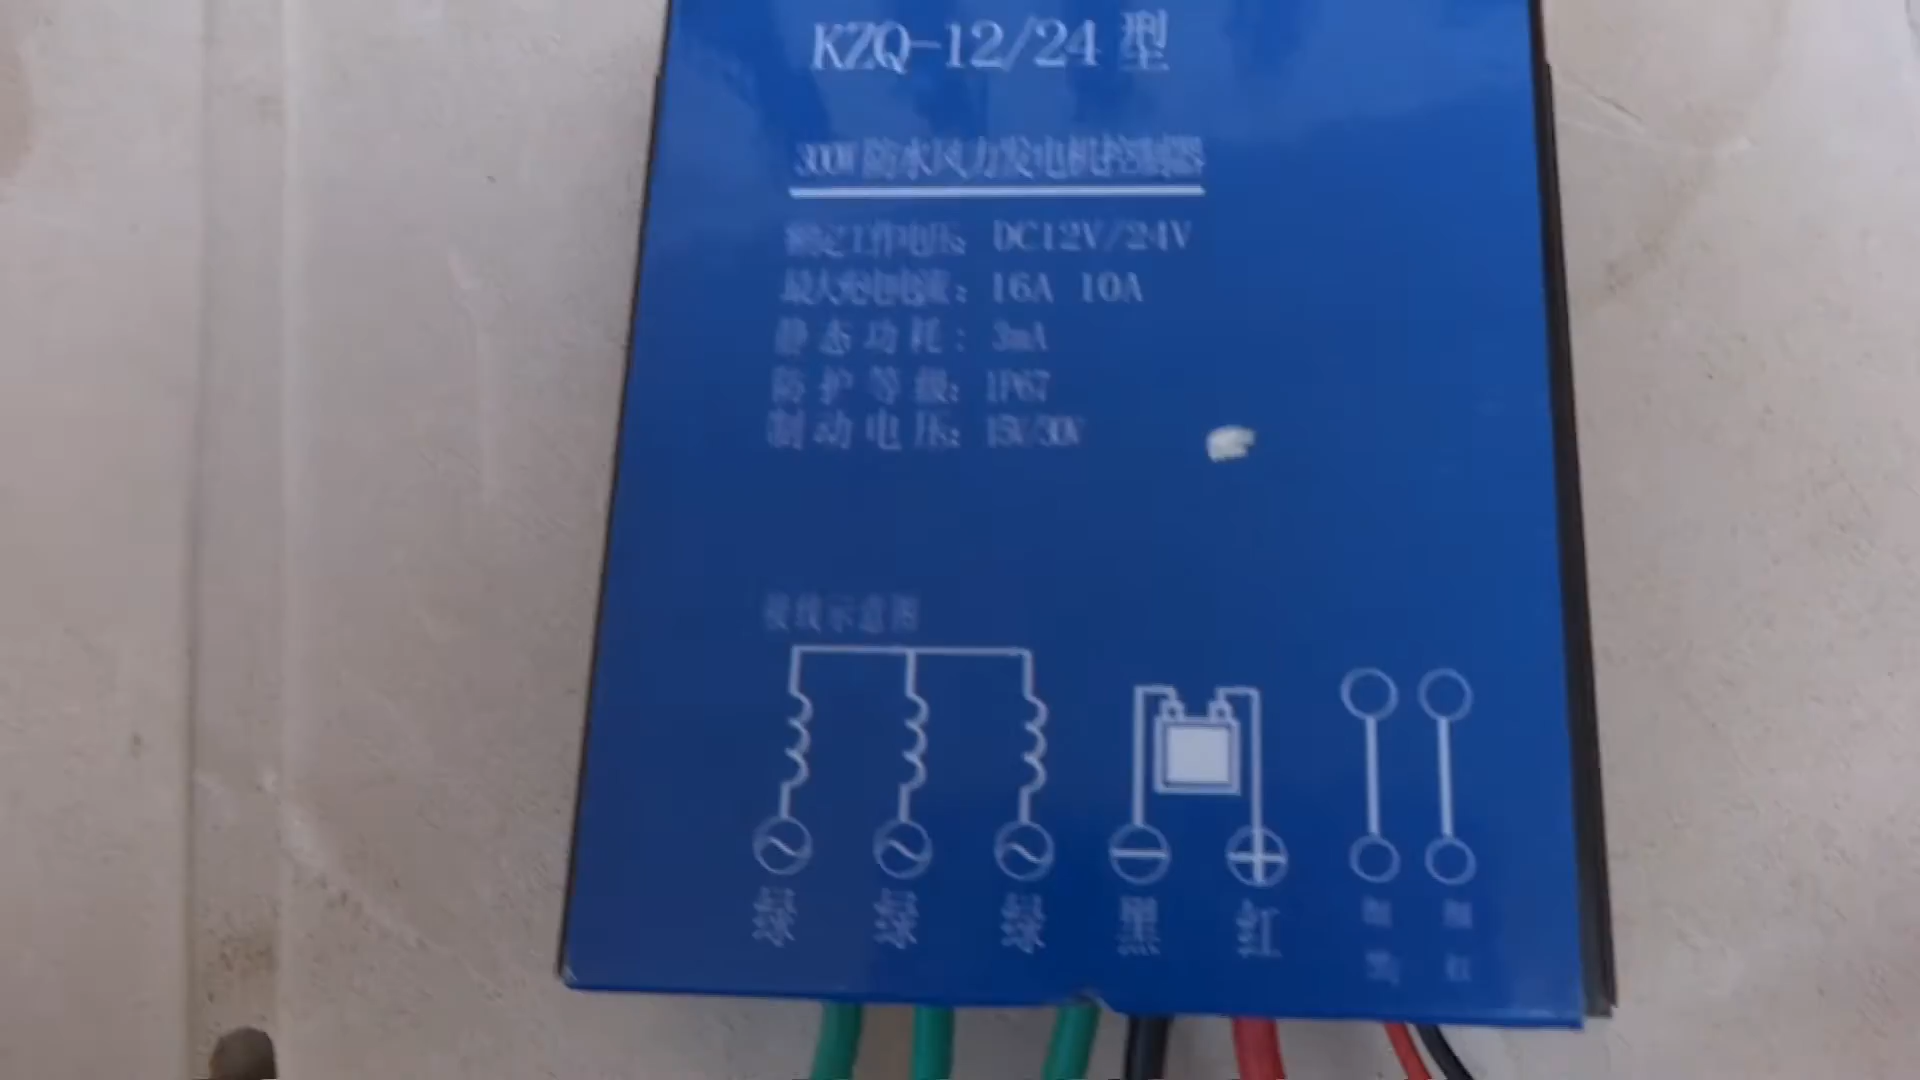 KZQ-12/24 型
300W防水风力发电机控制器
额定工作电压: DC12V/24V
最大充电电流: 16A 10A
静态功耗: 3mA
防护等级: IP67
制动电压: 15V/30V
接线示意图
绿 绿 绿 黑 红